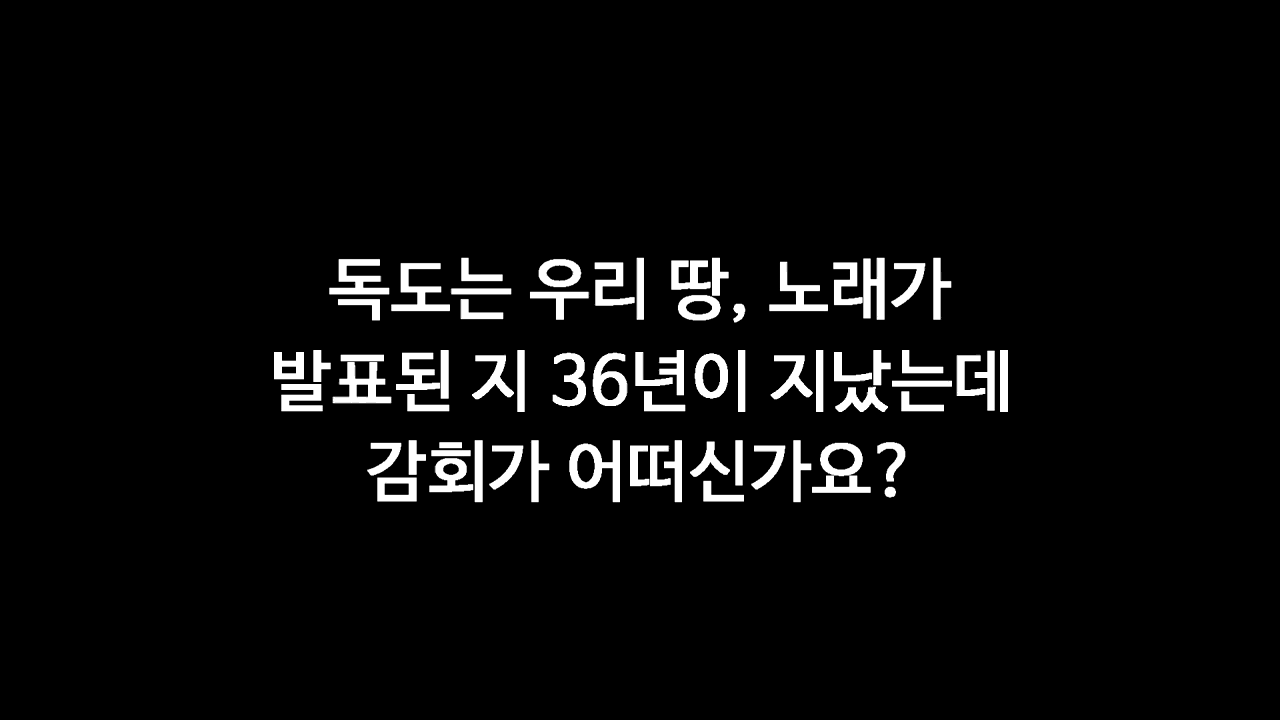 독도는 우리 땅, 노래가
발표된 지 36년이 지났는데
감회가 어떠신가요?